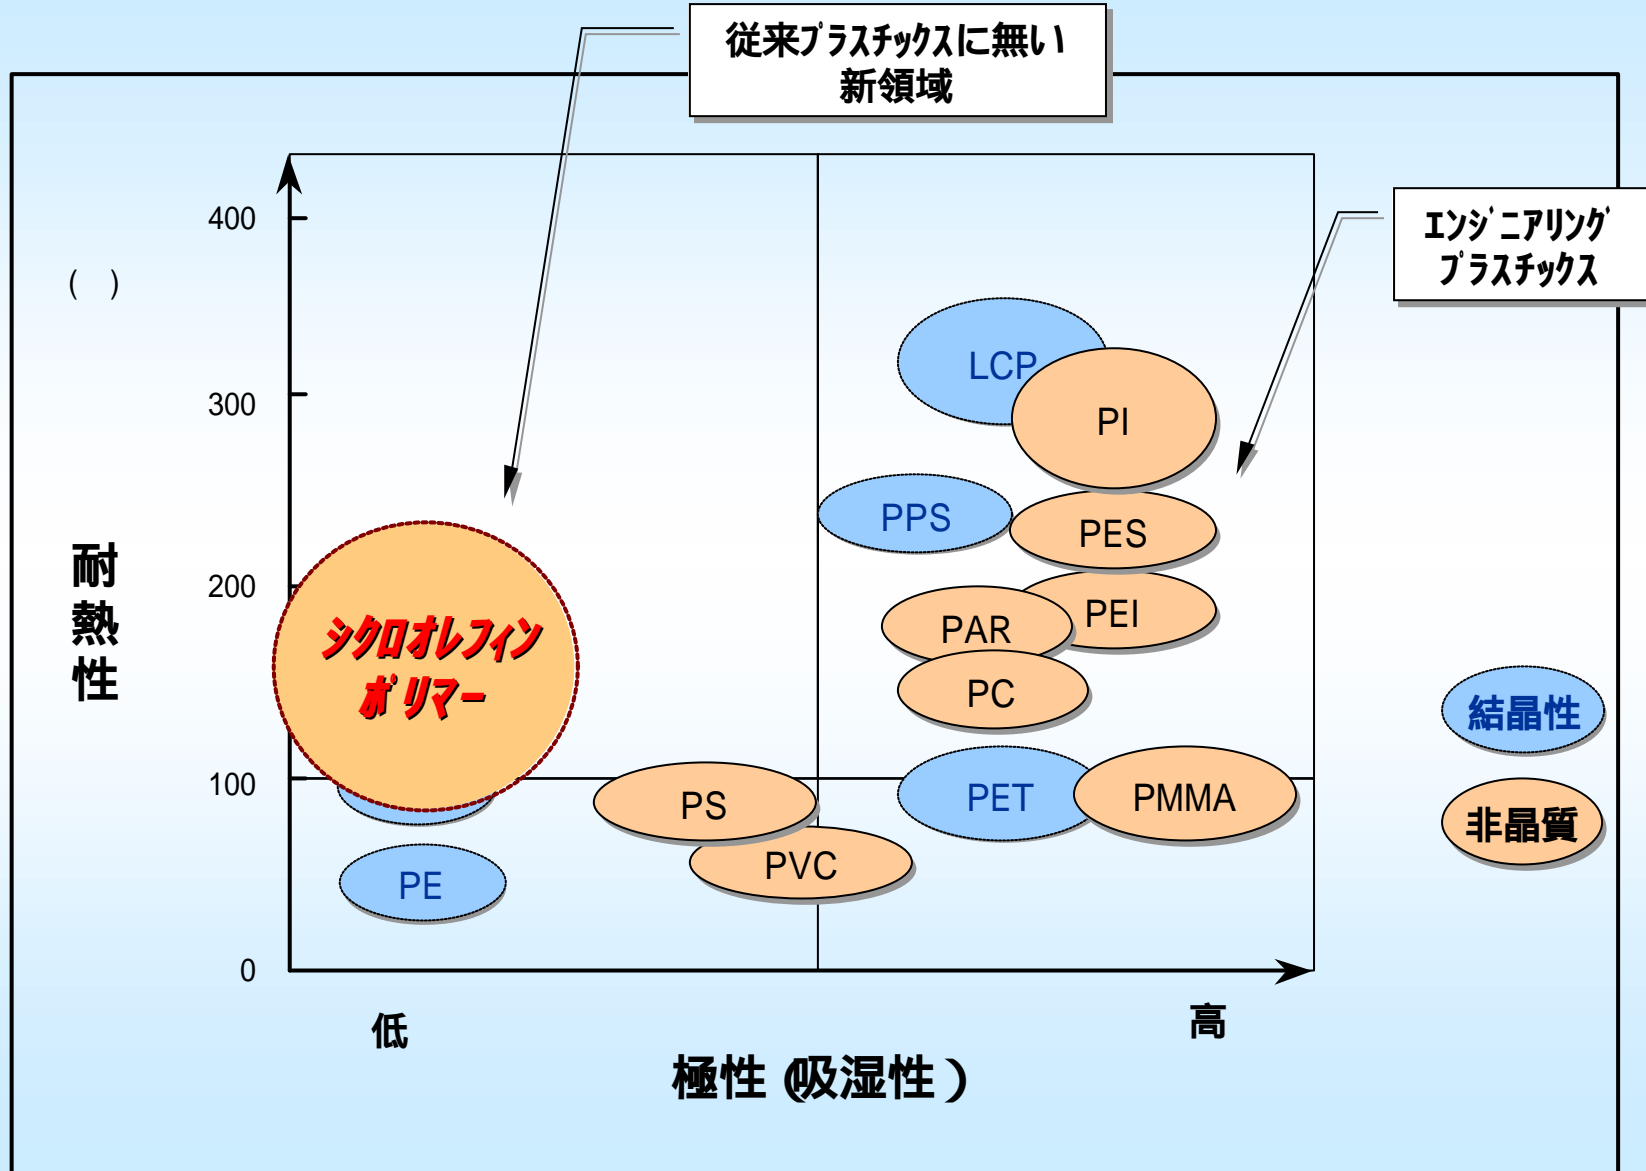 従来プラスチックスに無い
新領域
エンジニアリング
プラスチックス
400
( )
300
200
100
0
耐熱性
LCP
PI
PPS
PES
PEI
PAR
PC
シクロオレフィン
ポリマー
PS
PET
PMMA
PVC
PE
結晶性
非晶質
低
高
極性(吸湿性)